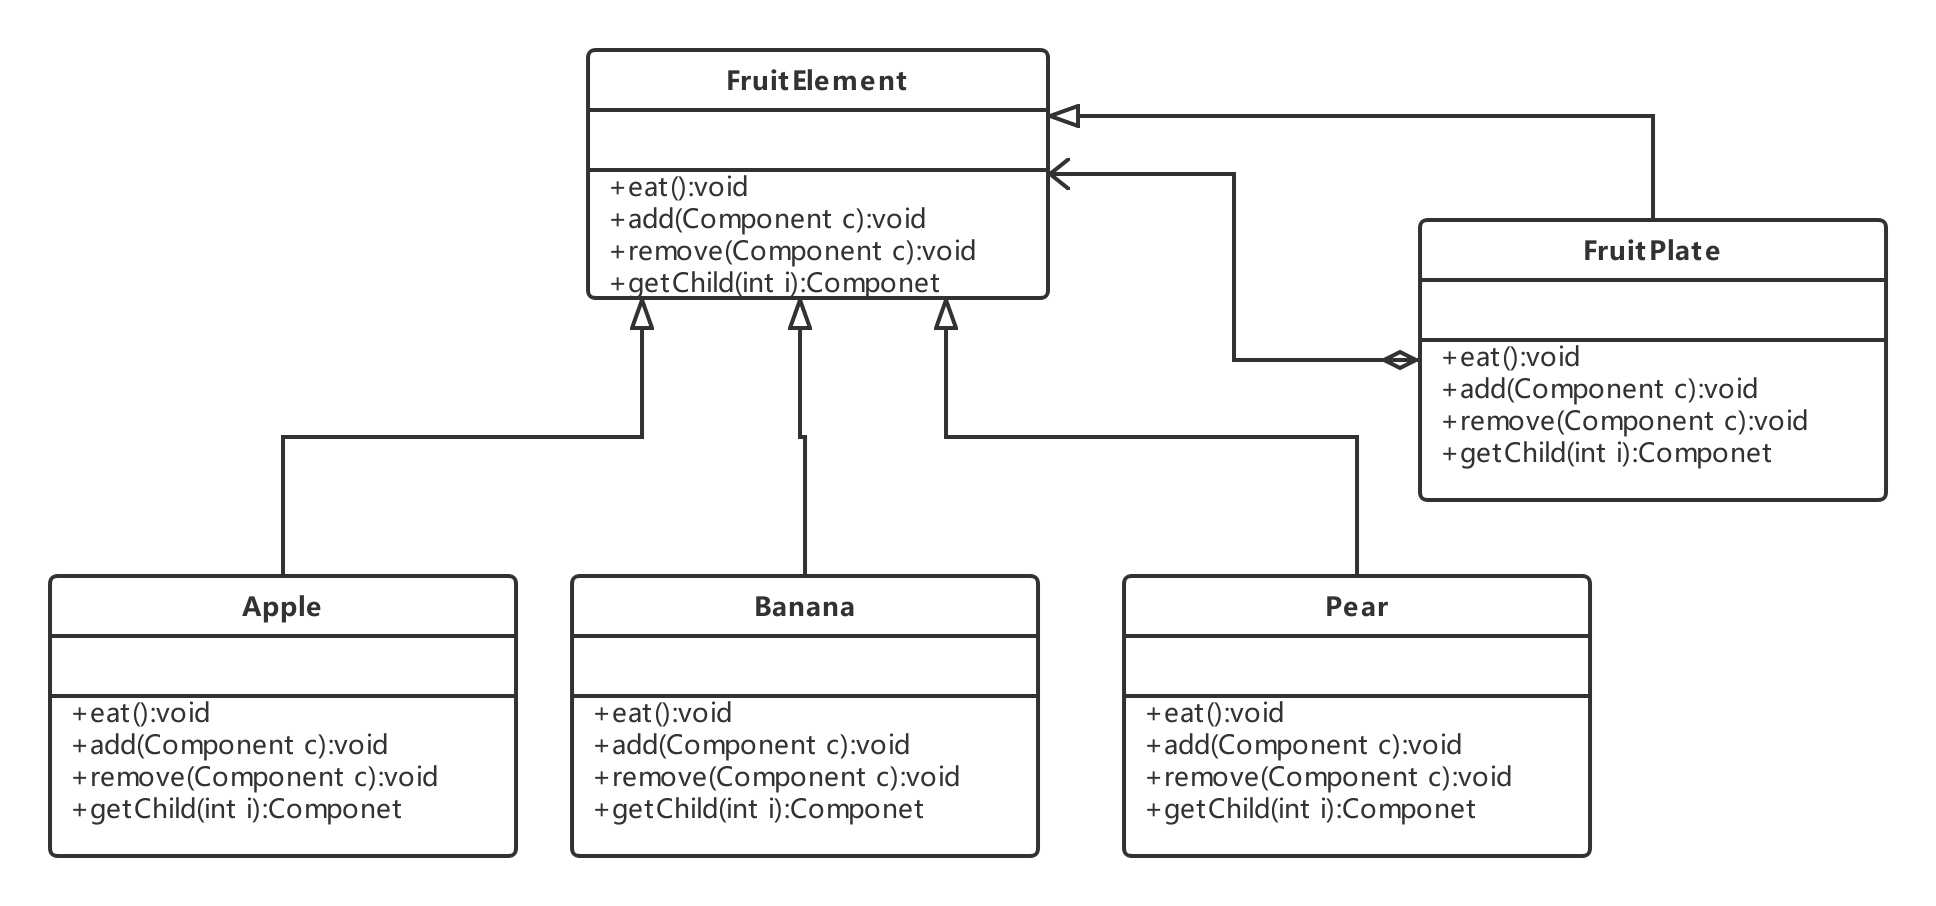 FruitElement
+eat():void
+add(Component c):void
+remove(Component c):void
+getChild(int i):Componet
FruitPlate
+eat():void
+add(Component c):void
+remove(Component c):void
+getChild(int i):Componet
Apple
+eat():void
+add(Component c):void
+remove(Component c):void
+getChild(int i):Componet
Banana
+eat():void
+add(Component c):void
+remove(Component c):void
+getChild(int i):Componet
Pear
+eat():void
+add(Component c):void
+remove(Component c):void
+getChild(int i):Componet